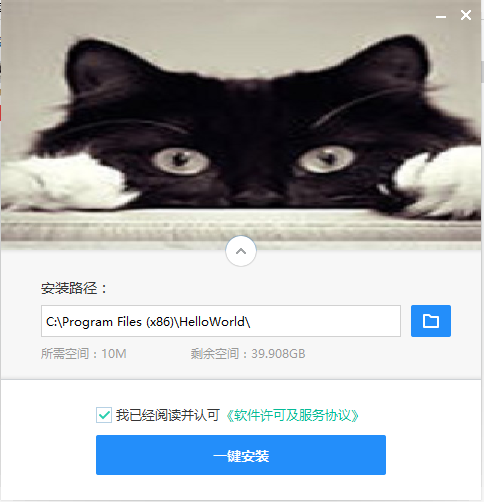 安装路径：
C:\Program Files (x86)\HelloWorld\
所需空间：10M 剩余空间：39.908GB
我已经阅读并认可《软件许可及服务协议》
一键安装